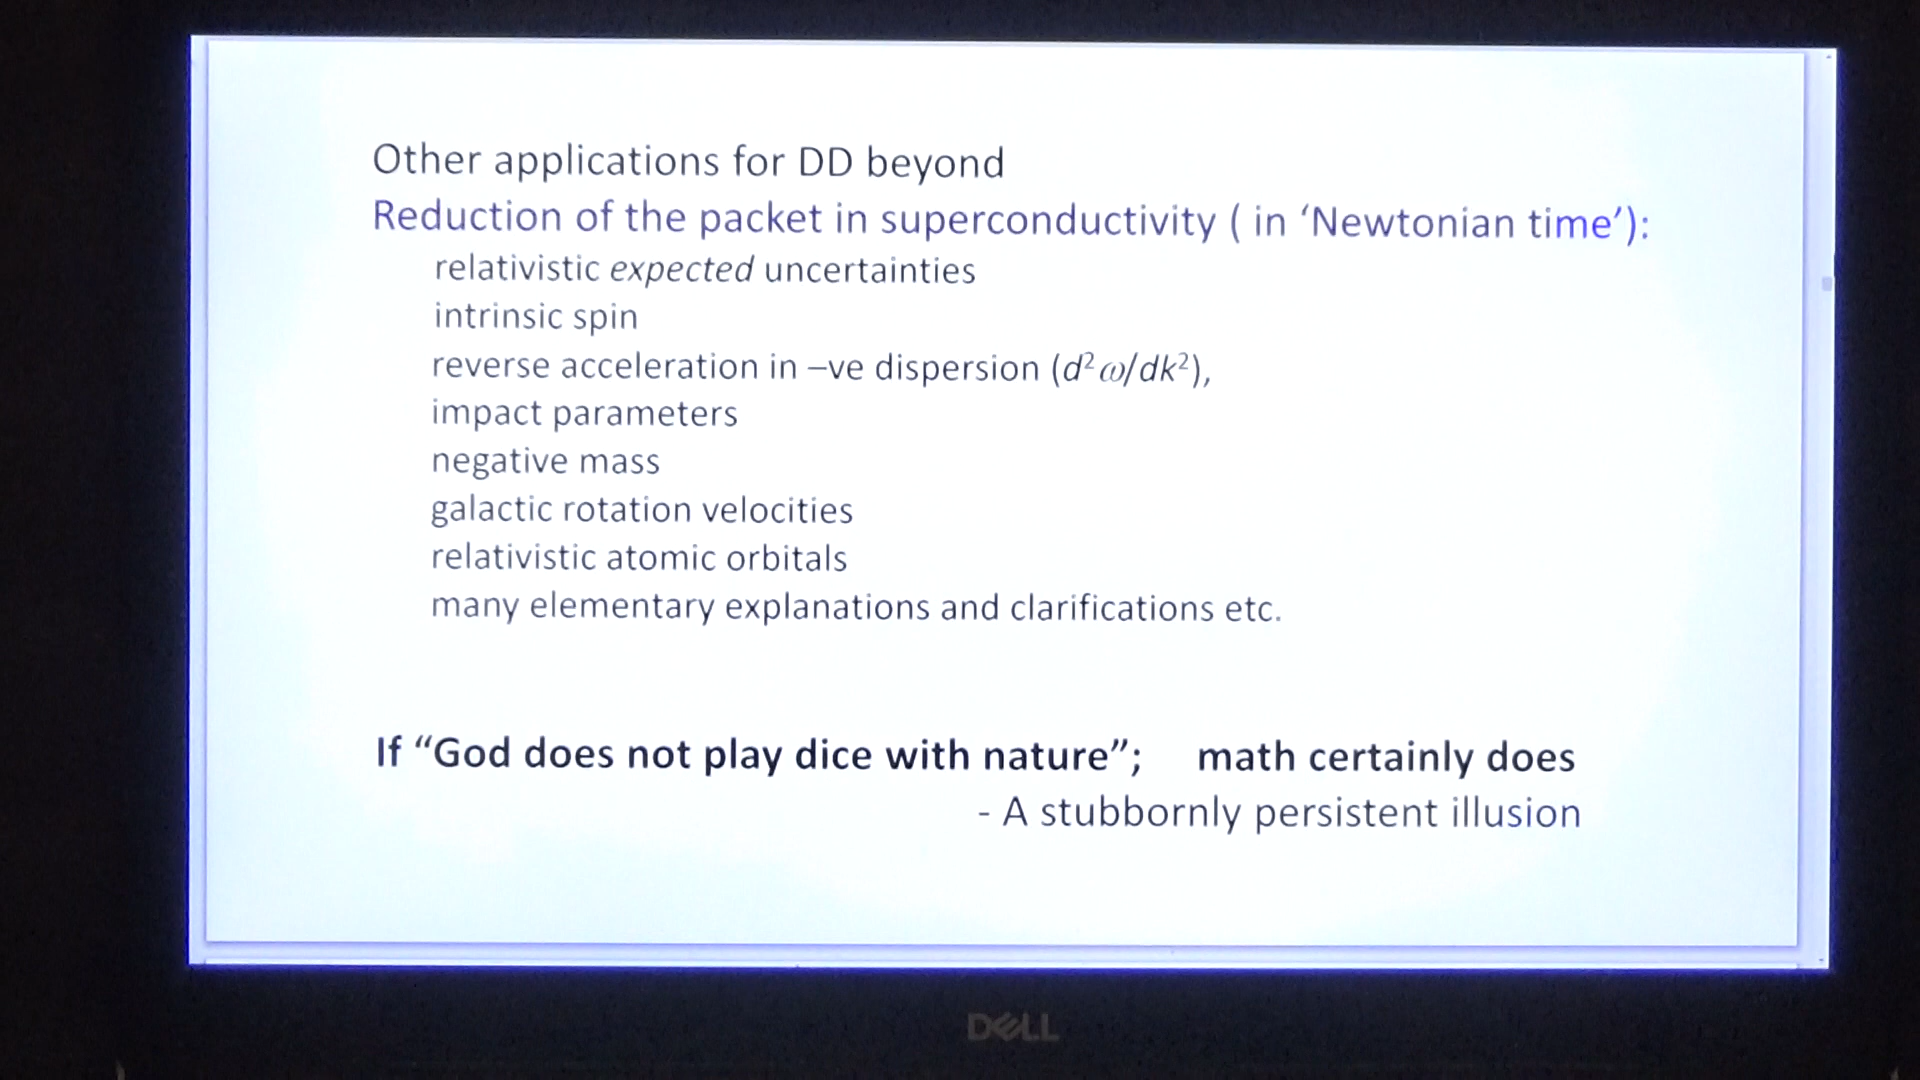 Other applications for DD beyond
Reduction of the packet in superconductivity ( in ‘Newtonian time’):
relativistic expected uncertainties
intrinsic spin
reverse acceleration in –ve dispersion (d²ω/dk²),
impact parameters
negative mass
galactic rotation velocities
relativistic atomic orbitals
many elementary explanations and clarifications etc.
If “God does not play dice with nature”; math certainly does
- A stubbornly persistent illusion
DELL